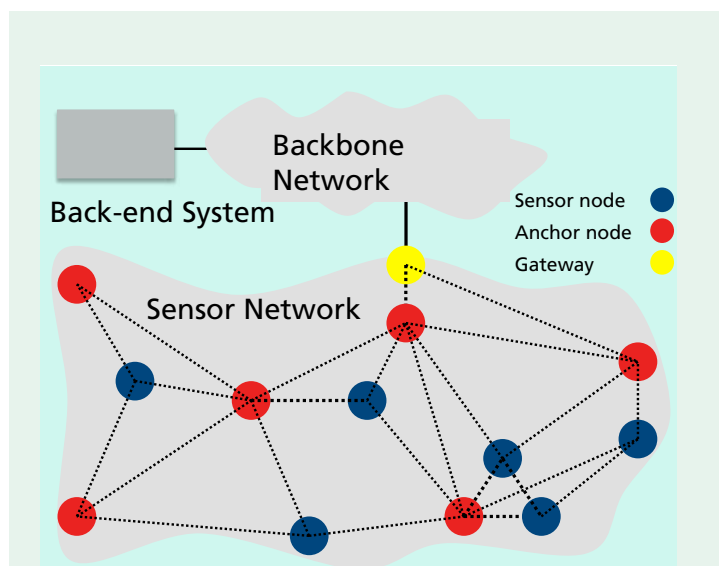 Backbone
Network
Back-end System
Sensor node
Anchor node
Gateway
Sensor Network